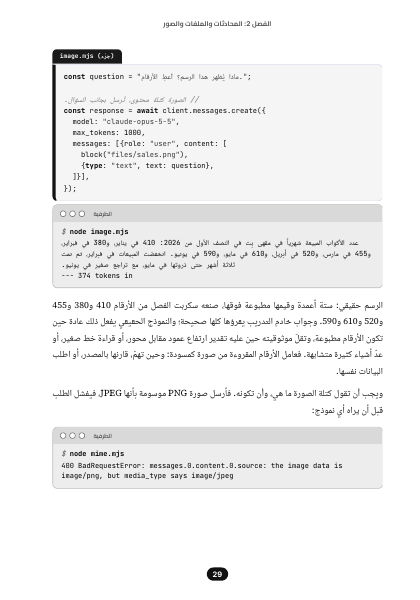 الفصل 2: المحادثات والملفات والصور
image.mjs (جزء)
const question = "ماذا يُظهر هذا الرسم؟ أعطِ الأرقام.";
// الصورة كتلة محتوى، تُرسل بجانب السؤال.
const response = await client.messages.create({
model: "claude-opus-5-5",
max_tokens: 1000,
messages: [{role: "user", content: [
block("files/sales.png"),
{type: "text", text: question},
]}],
});
الطرفية
$ node image.mjs
عدد الأكواب المبيعة شهرياً في مقهى بِت في النصف الأول من 2026: 410 في يناير، و380 في فبراير،
و455 في مارس، و520 في أبريل، و610 في مايو، و590 في يونيو. انخفضت المبيعات في فبراير، ثم نمت
ثلاثة أشهر حتى ذروتها في مايو، مع تراجع صغير في يونيو.
--- 374 tokens in
الرسم حقيقي: ستة أعمدة وقيمها مطبوعة فوقها، صنعه سكربت الفصل من الأرقام 410 و380 و455
و520 و610 و590. وجواب خادم التدريب يقرؤها كلها صحيحة؛ والنموذج الحقيقي يفعل ذلك عادة حين
تكون الأرقام مطبوعة، وتقلّ موثوقيته حين عليه تقدير ارتفاع عمود مقابل محور، أو قراءة خط صغير، أو
عدّ أشياء كثيرة متشابهة. فعامل الأرقام المقروءة من صورة كمسودة: وحين تهمّ، قارنها بالمصدر، أو اطلب
البيانات نفسها.
ويجب أن تقول كتلة الصورة ما هي، وأن تكونه. فأرسل صورة PNG موسومة بأنها JPEG، فيفشل الطلب
قبل أن يراه أي نموذج:
الطرفية
$ node mime.mjs
400 BadRequestError: messages.0.content.0.source: the image data is
image/png, but media_type says image/jpeg
29